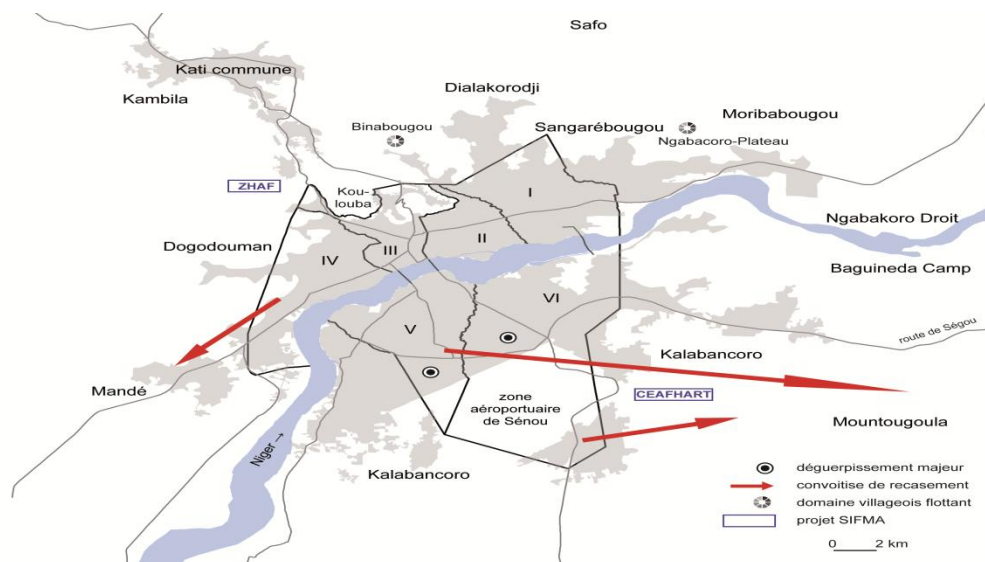 Safo
Kati commune
Kambila
Dialakorodji
Moribabougou
Binabougou
Sangarébougou
Ngabacoro-Plateau
ZHAF
Kou-
louba
I
Ngabakoro Droit
Dogodouman
II
III
IV
Baguineda Camp
VI
V
route de Ségou
Kalabancoro
Mandé
CEAFHART
zone
aéroportuaire
de Sénou
Mountougoula
Niger →
Kalabancoro
déguerpissement majeur
convoitise de recasement
domaine villageois flottant
projet SIFMA
0 2 km